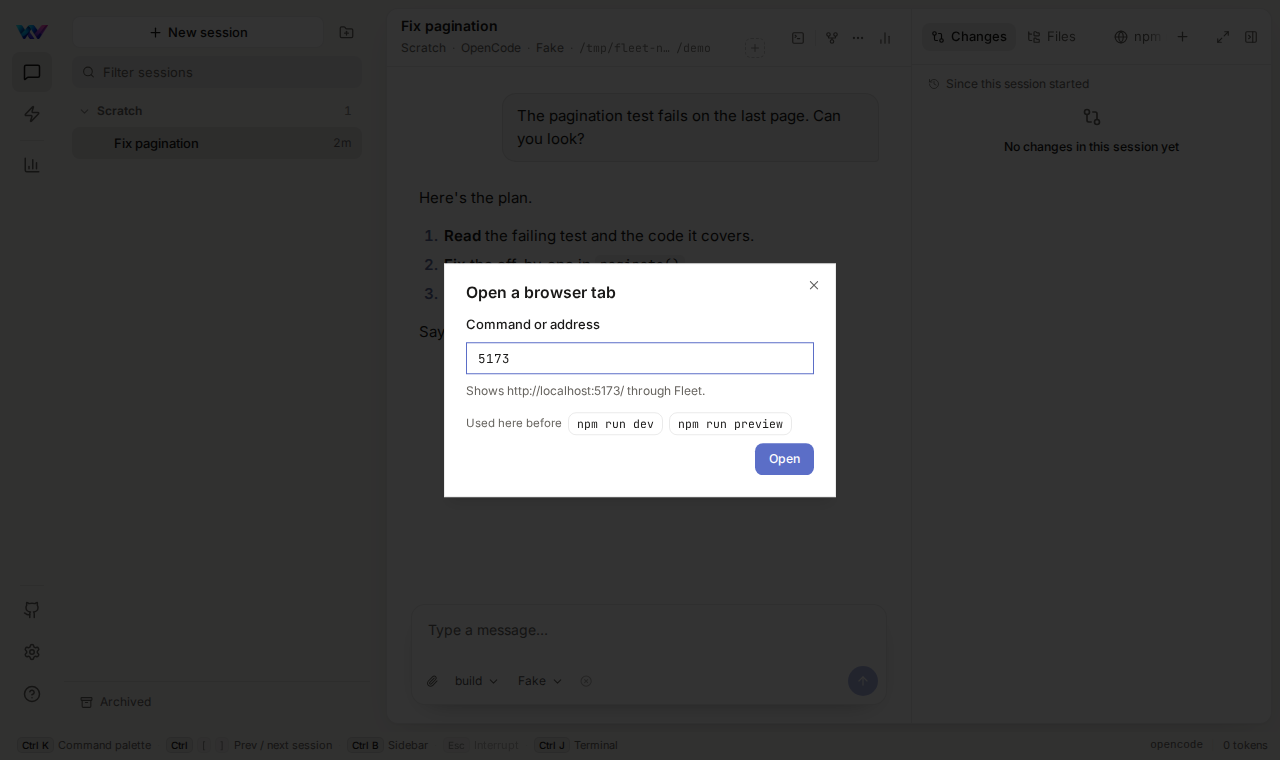 New session
Filter sessions
Scratch 1
Fix pagination 2m
Archived
Fix pagination
Scratch · OpenCode · Fake · /tmp/fleet-n… /demo
The pagination test fails on the last page. Can
you look?
Here's the plan.
1. Read the failing test and the code it covers.
2.
3.
Say
Open a browser tab
Command or address
5173
Shows http://localhost:5173/ through Fleet.
Used here before npm run dev npm run preview
Open
Type a message...
build Fake
Changes Files npm
Since this session started
No changes in this session yet
Ctrl K Command palette Ctrl [ ] Prev / next session Ctrl B Sidebar Esc Interrupt Ctrl J Terminal
opencode 0 tokens